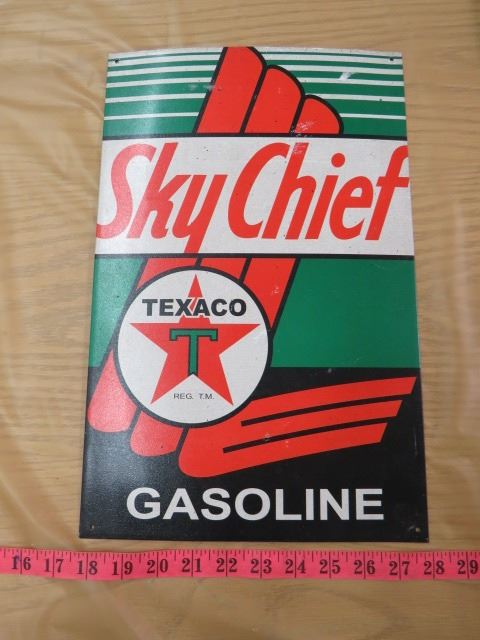 Sky Chief
TEXACO
T
REG. T.M.
GASOLINE
16 17 18 19 20 21 22 23 24 25 26 27 28 29